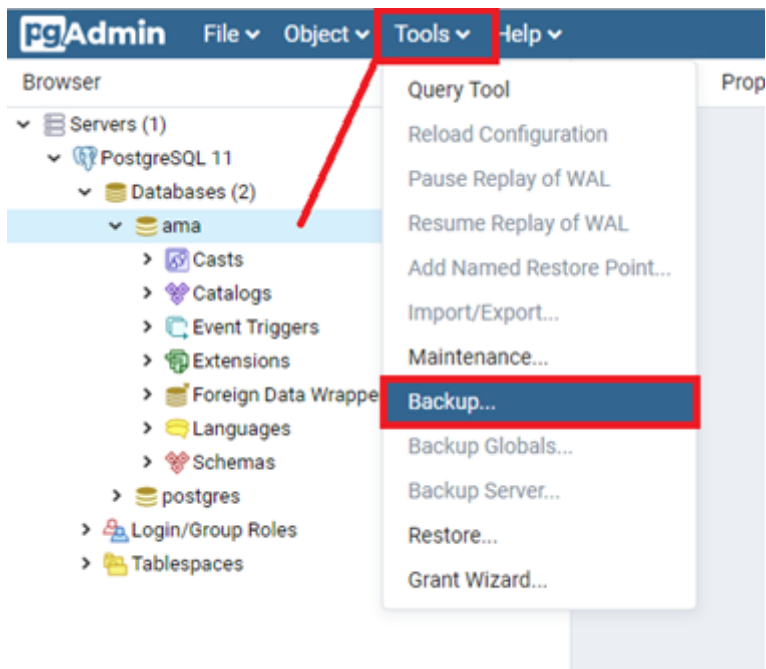 pgAdmin File Object Tools Help
Browser
Servers (1)
PostgreSQL 11
Databases (2)
ama
Casts
Catalogs
Event Triggers
Extensions
Foreign Data Wrappe
Languages
Schemas
postgres
Login/Group Roles
Tablespaces
Query Tool
Reload Configuration
Pause Replay of WAL
Resume Replay of WAL
Add Named Restore Point...
Import/Export...
Maintenance...
Backup...
Backup Globals...
Backup Server...
Restore...
Grant Wizard...
Prop